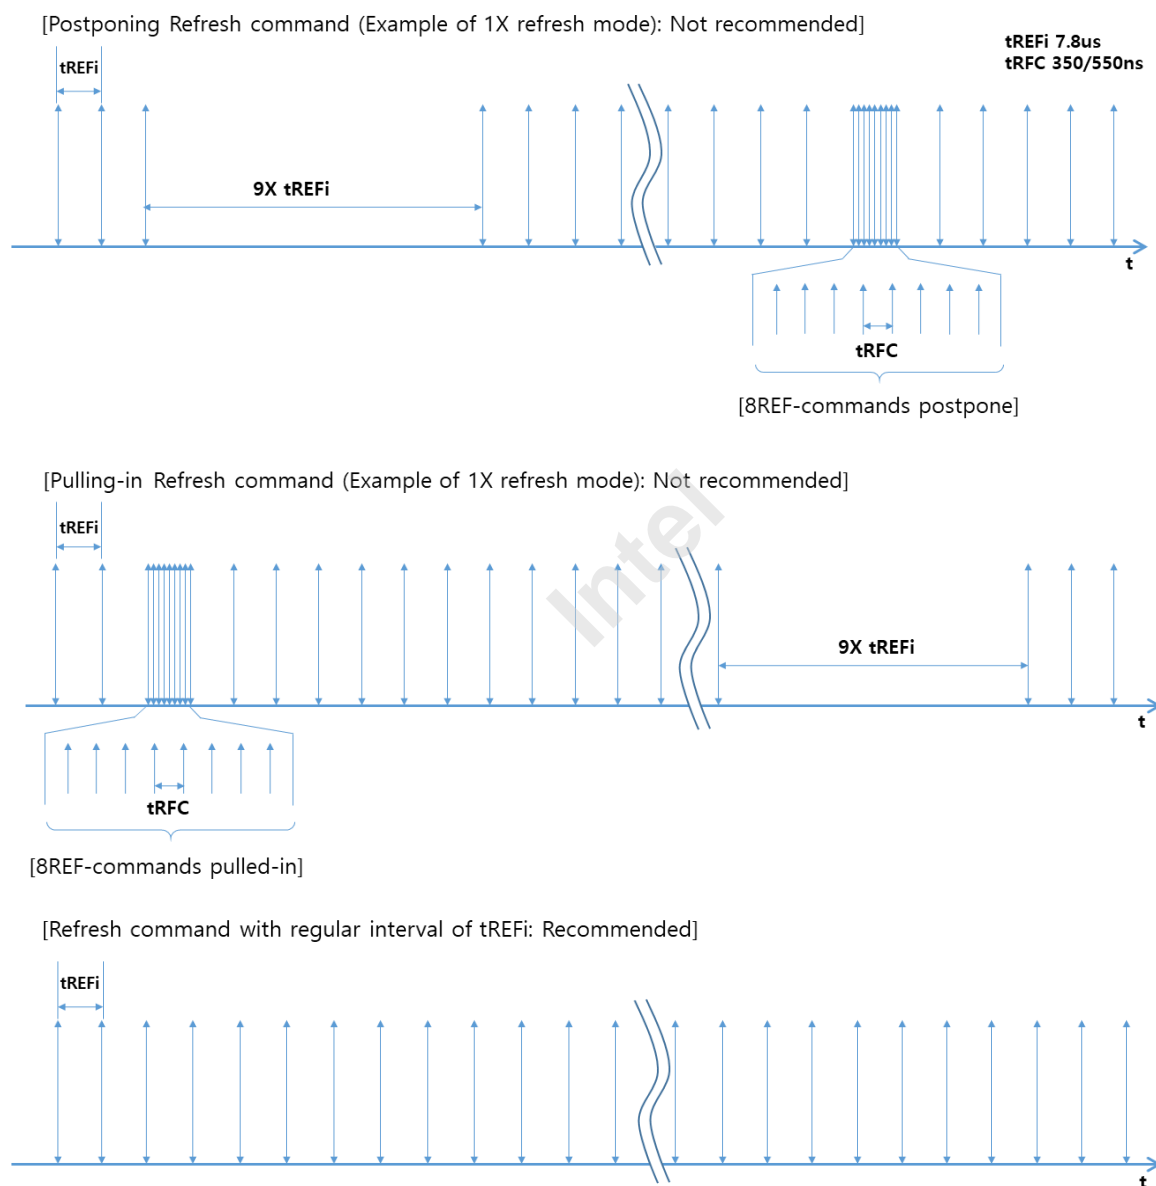 [Postponing Refresh command (Example of 1X refresh mode): Not recommended]
tREFi 7.8us
tRFC 350/550ns
tREFi
9X tREFi
t
tRFC
[8REF-commands postpone]
[Pulling-in Refresh command (Example of 1X refresh mode): Not recommended]
tREFi
Intel
9X tREFi
t
tRFC
[8REF-commands pulled-in]
[Refresh command with regular interval of tREFi: Recommended]
tREFi
t